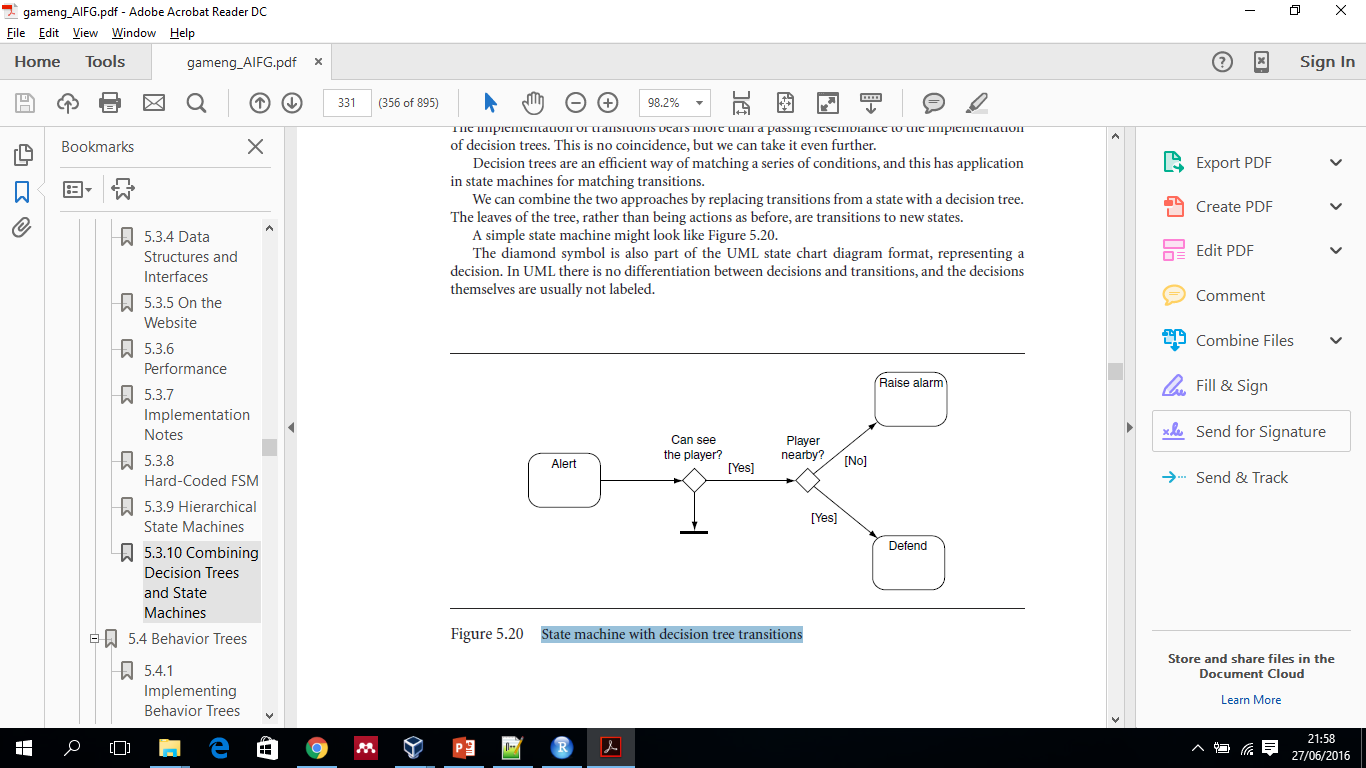 gameng_AIFG.pdf - Adobe Acrobat Reader DC
File Edit View Window Help
Home Tools gameng_AIFG.pdf × Sign In
331 (356 of 895) 98.2%
Bookmarks
5.3.4 Data
Structures and
Interfaces
5.3.5 On the
Website
5.3.6
Performance
5.3.7
Implementation
Notes
5.3.8
Hard-Coded FSM
5.3.9 Hierarchical
State Machines
5.3.10 Combining
Decision Trees
and State
Machines
5.4 Behavior Trees
5.4.1
Implementing
Behavior Trees
The implementation of transitions bears more than a passing resemblance to the implementation
of decision trees. This is no coincidence, but we can take it even further.
Decision trees are an efficient way of matching a series of conditions, and this has application
in state machines for matching transitions.
We can combine the two approaches by replacing transitions from a state with a decision tree.
The leaves of the tree, rather than being actions as before, are transitions to new states.
A simple state machine might look like Figure 5.20.
The diamond symbol is also part of the UML state chart diagram format, representing a
decision. In UML there is no differentiation between decisions and transitions, and the decisions
themselves are usually not labeled.
Alert
Can see
the player?
[Yes]
Player
nearby?
[No]
Raise alarm
[Yes]
Defend
Figure 5.20 State machine with decision tree transitions
Export PDF
Create PDF
Edit PDF
Comment
Combine Files
Fill & Sign
Send for Signature
Send & Track
Store and share files in the
Document Cloud
Learn More
21:58
27/06/2016